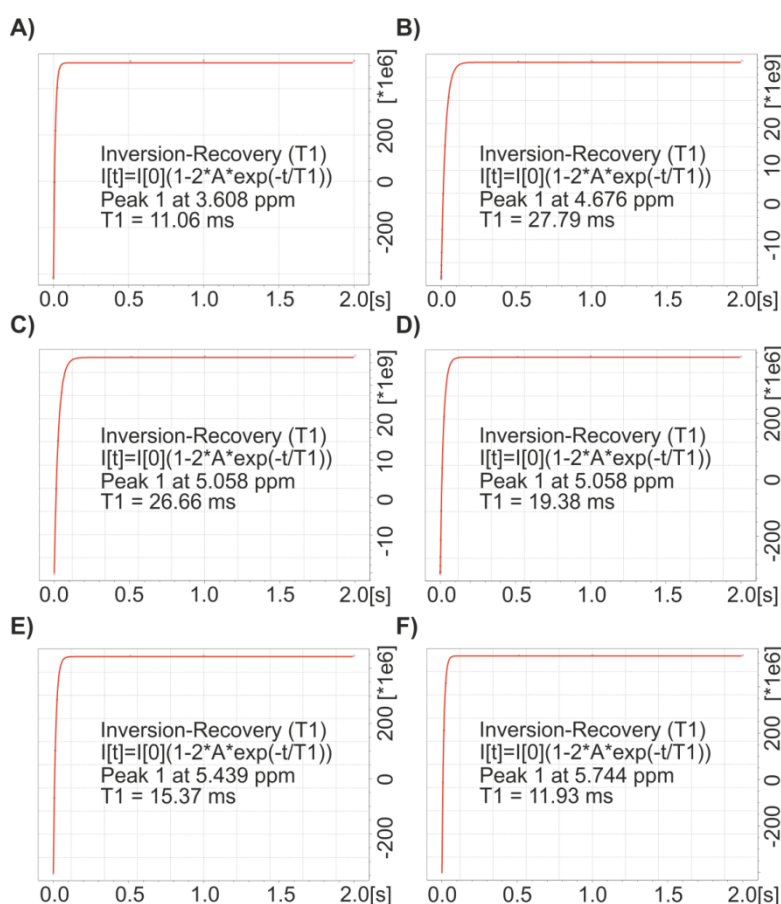 A)
[*1e6]
200
0
-200
Inversion-Recovery (T1)
I[t]=I[0](1-2*A*exp(-t/T1))
Peak 1 at 3.608 ppm
T1 = 11.06 ms
0.0 0.5 1.0 1.5 2.0[s]
B)
[*1e9]
20
10
0
-10
Inversion-Recovery (T1)
I[t]=I[0](1-2*A*exp(-t/T1))
Peak 1 at 4.676 ppm
T1 = 27.79 ms
0.0 0.5 1.0 1.5 2.0[s]
C)
[*1e9]
20
10
0
-10
Inversion-Recovery (T1)
I[t]=I[0](1-2*A*exp(-t/T1))
Peak 1 at 5.058 ppm
T1 = 26.66 ms
0.0 0.5 1.0 1.5 2.0[s]
D)
[*1e6]
200
0
-200
Inversion-Recovery (T1)
I[t]=I[0](1-2*A*exp(-t/T1))
Peak 1 at 5.058 ppm
T1 = 19.38 ms
0.0 0.5 1.0 1.5 2.0[s]
E)
[*1e6]
200
0
-200
Inversion-Recovery (T1)
I[t]=I[0](1-2*A*exp(-t/T1))
Peak 1 at 5.439 ppm
T1 = 15.37 ms
0.0 0.5 1.0 1.5 2.0[s]
F)
[*1e6]
200
0
-200
Inversion-Recovery (T1)
I[t]=I[0](1-2*A*exp(-t/T1))
Peak 1 at 5.744 ppm
T1 = 11.93 ms
0.0 0.5 1.0 1.5 2.0[s]